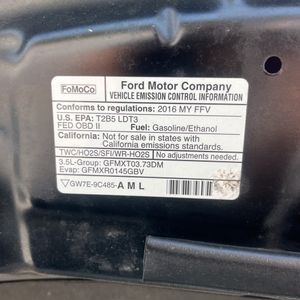 FoMoCo
Ford Motor Company
VEHICLE EMISSION CONTROL INFORMATION
Conforms to regulations: 2016 MY FFV
U.S. EPA: T2B5 LDT3
FED OBD II Fuel: Gasoline/Ethanol
California: Not for sale in states with
California emissions standards.
TWC/HO2S/SFI/WR-HO2S No adjustments needed.
3.5L-Group: GFMXT03.73DM
Evap: GFMXR0145GBV
GW7E-9C485-AML